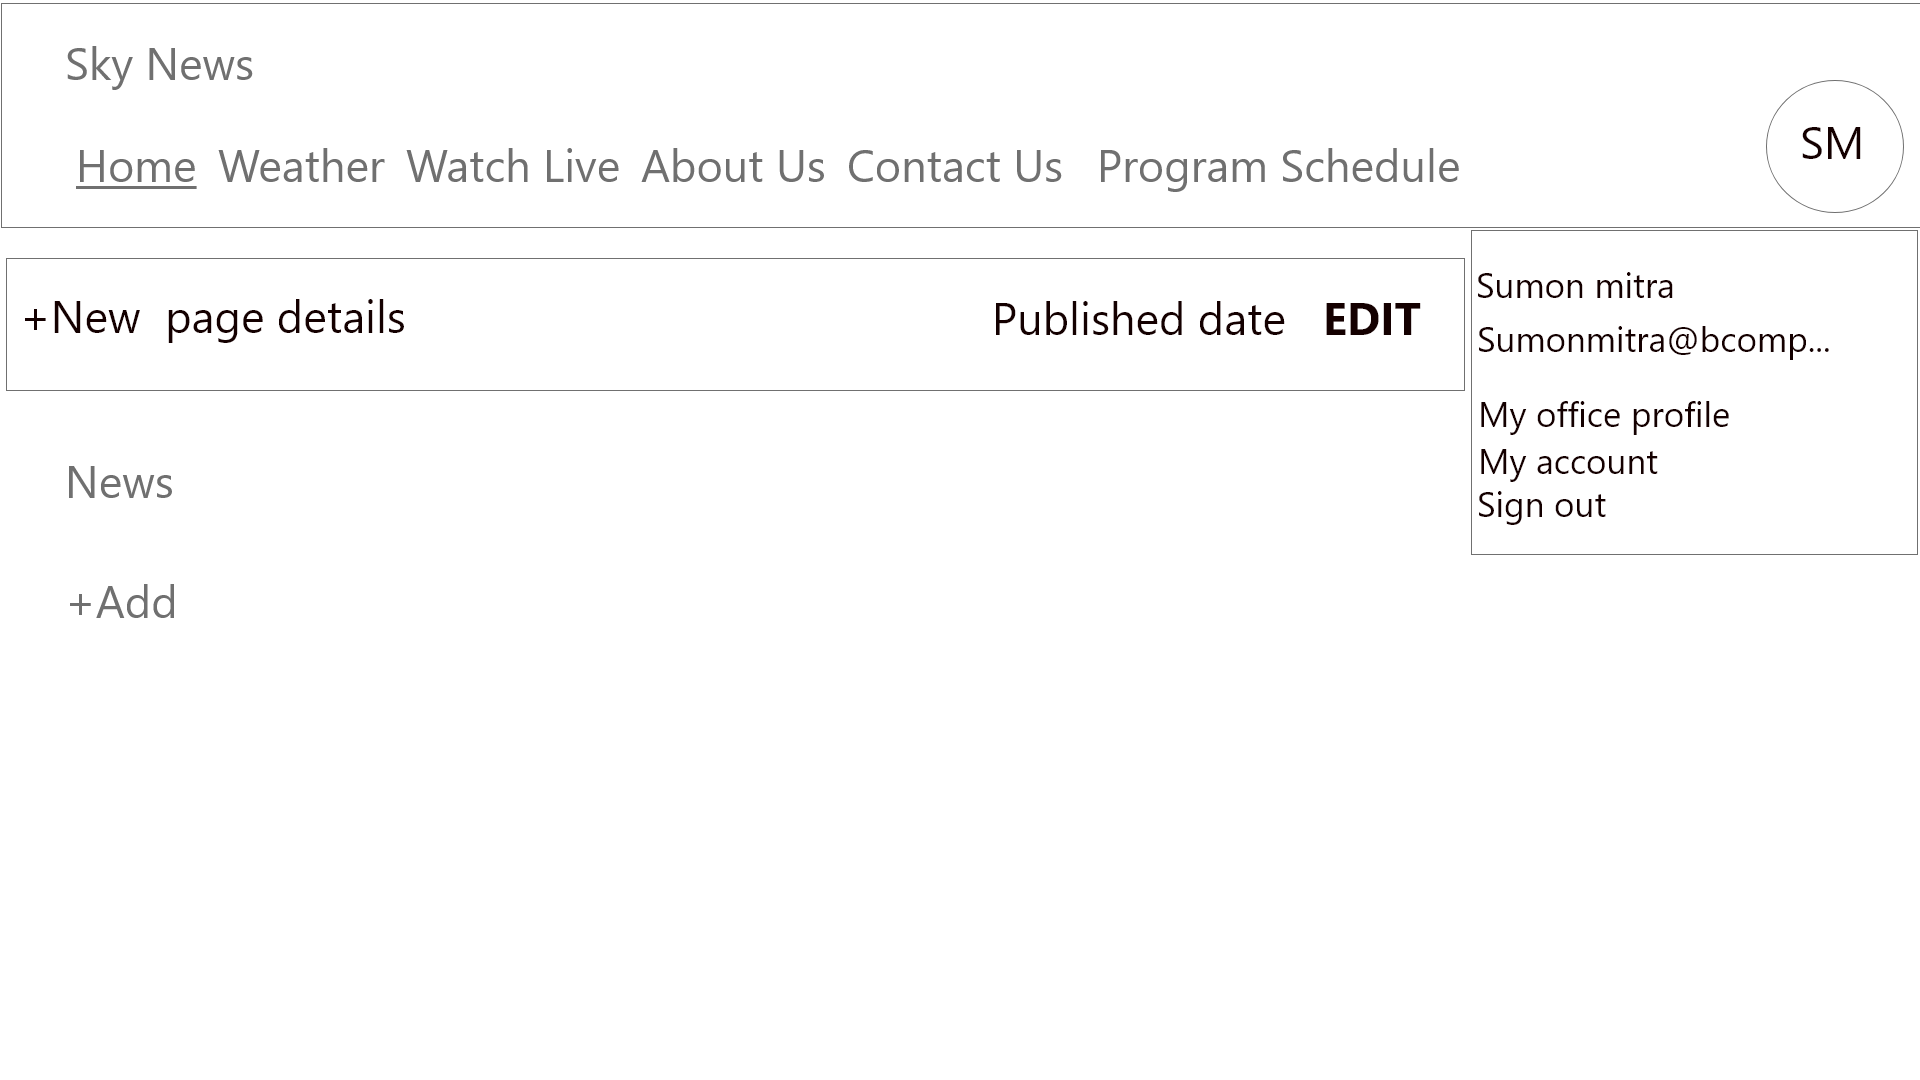 Sky News
SM
Home Weather Watch Live About Us Contact Us Program Schedule
+New page details Published date EDIT
Sumon mitra
Sumonmitra@bcomp...
My office profile
My account
Sign out
News
+Add